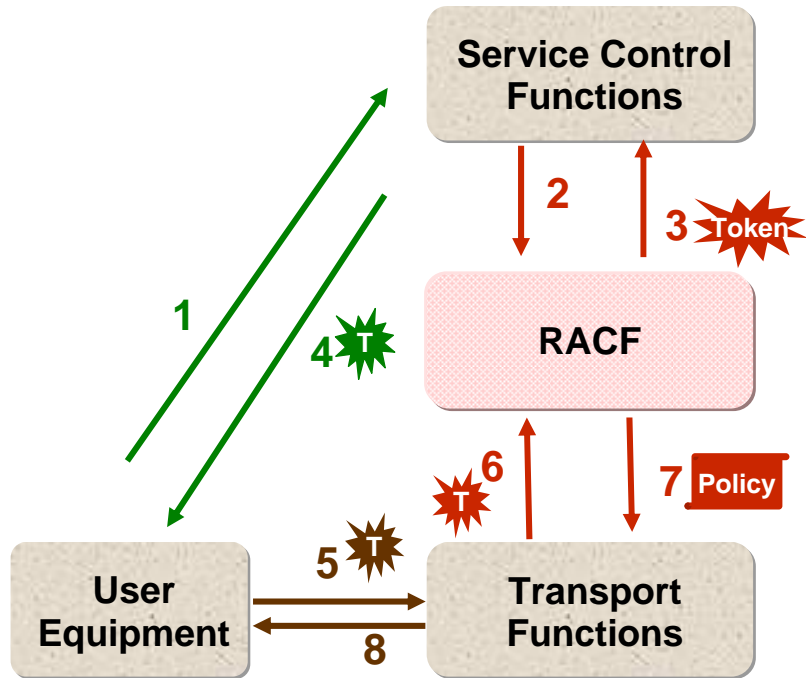 Service Control
Functions
2
3 Token
1
4 T
RACF
T 6
7 Policy
5 T
User
Equipment
8
Transport
Functions